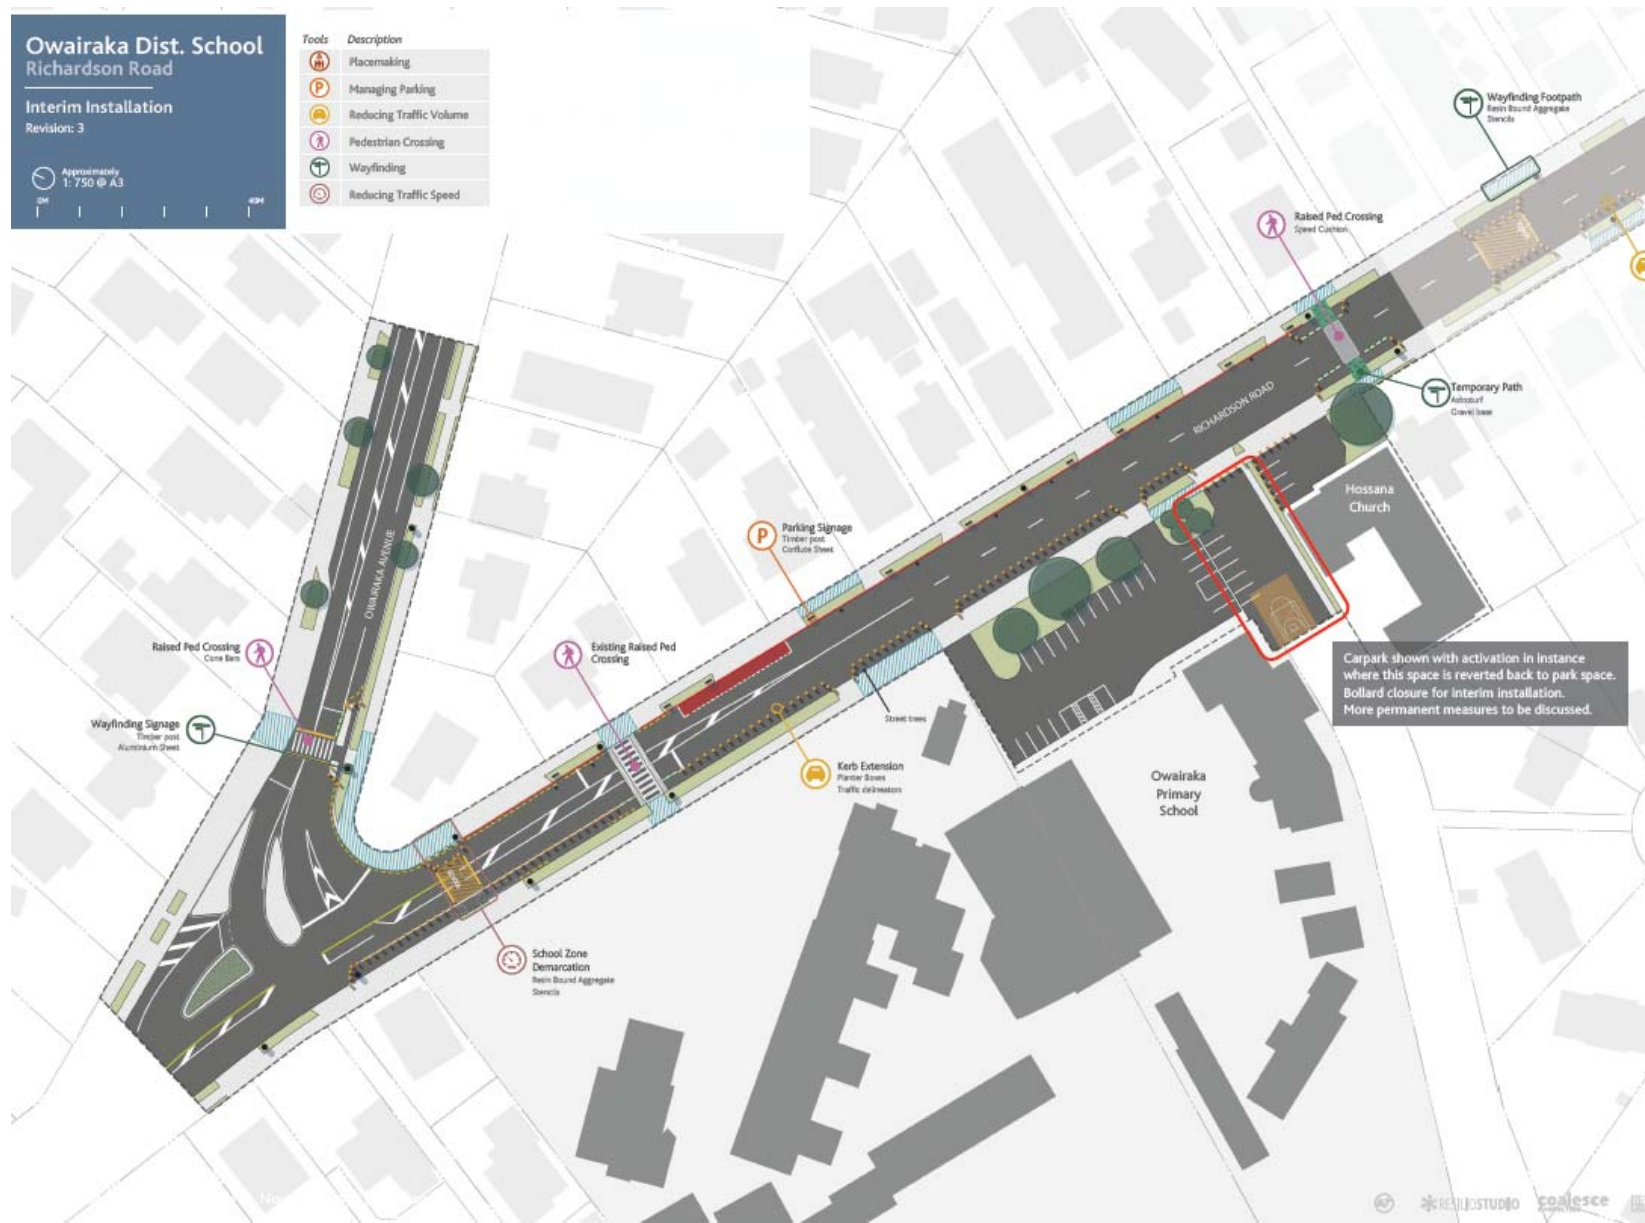 Owairaka Dist. School
Richardson Road
Interim Installation
Revision: 3
Approximately
1: 750 @ A3
0M
40M
Tools Description
Placemaking
P Managing Parking
Reducing Traffic Volume
Pedestrian Crossing
Wayfinding
Reducing Traffic Speed
Wayfinding Footpath
Resin Bound Aggregate
Stencils
Raised Ped Crossing
Speed Cushion
Temporary Path
Astroturf
Gravel base
RICHARDSON ROAD
Hossana
Church
P
Parking Signage
Timber post
Corflute Sheet
OWAIRAKA AVENUE
Raised Ped Crossing
Cone Bars
Existing Raised Ped
Crossing
Wayfinding Signage
Timber post
Aluminium Sheet
Street trees
Carpark shown with activation in instance
where this space is reverted back to park space.
Bollard closure for interim installation.
More permanent measures to be discussed.
Kerb Extension
Planter Boxes
Traffic delineators
Owairaka
Primary
School
School Zone
Demarcation
Resin Bound Aggregate
Stencils
No
RESILIO STUDIO
coalesce